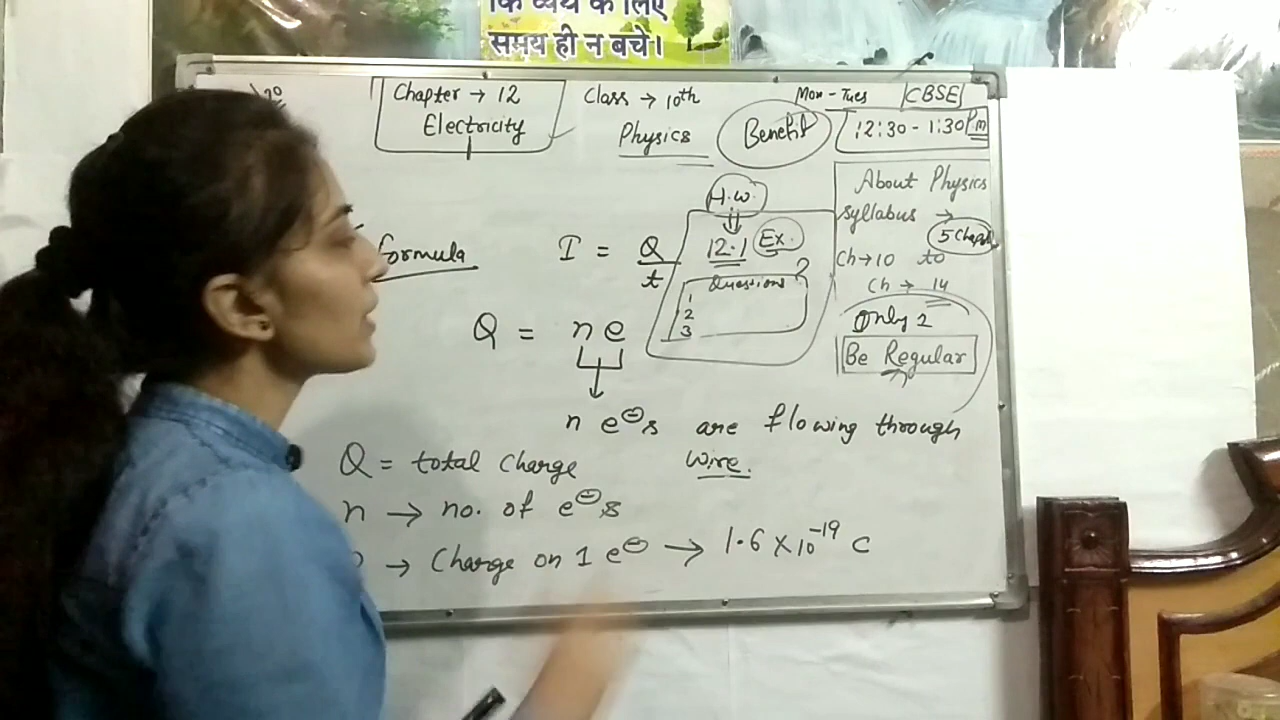 कि व्यर्थ के लिए
समय ही न बचे।
Chapter → 12
Electricity
Class → 10th
Physics
Benefit
Mon - Tues
CBSE
12:30 - 1:30 Pm
About Physics
syllabus →
5 Chapt
Ch → 10 to
Ch → 14
Only 2
Be Regular
H.W.
12.1 Ex.
Questions ?
1
2
3
formula
I = Q/t
Q = ne
n e⊖s are flowing through
wire.
Q = total charge
n → no. of e⊖s
→ Charge on 1 e⊖ → 1.6 × 10⁻¹⁹ C